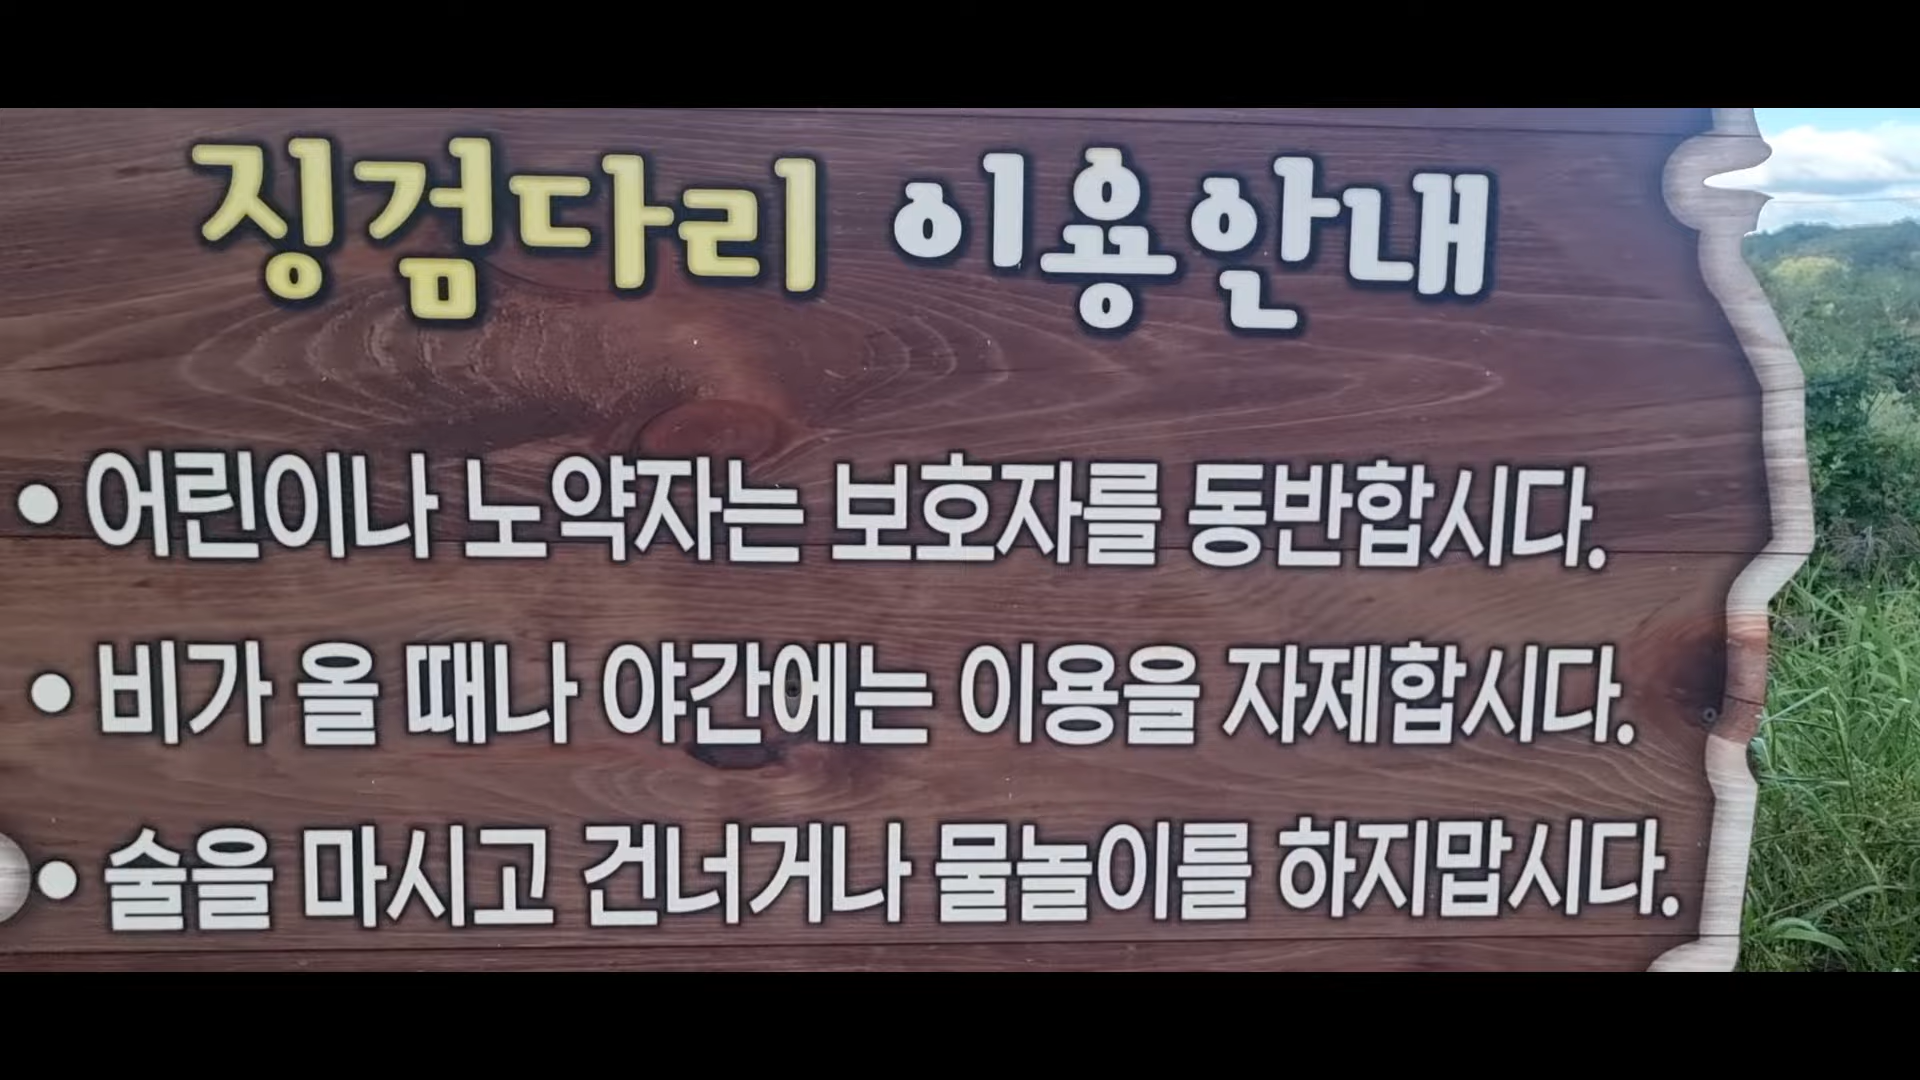 징검다리 이용안내
• 어린이나 노약자는 보호자를 동반합시다.
• 비가 올 때나 야간에는 이용을 자제합시다.
• 술을 마시고 건너거나 물놀이를 하지맙시다.